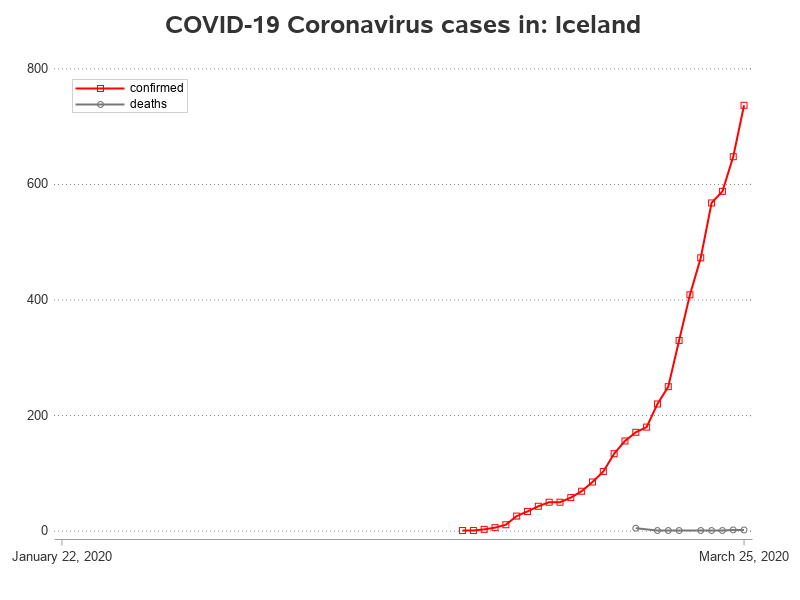 COVID-19 Coronavirus cases in: Iceland
800
confirmed
deaths
600
400
200
0
January 22, 2020
March 25, 2020